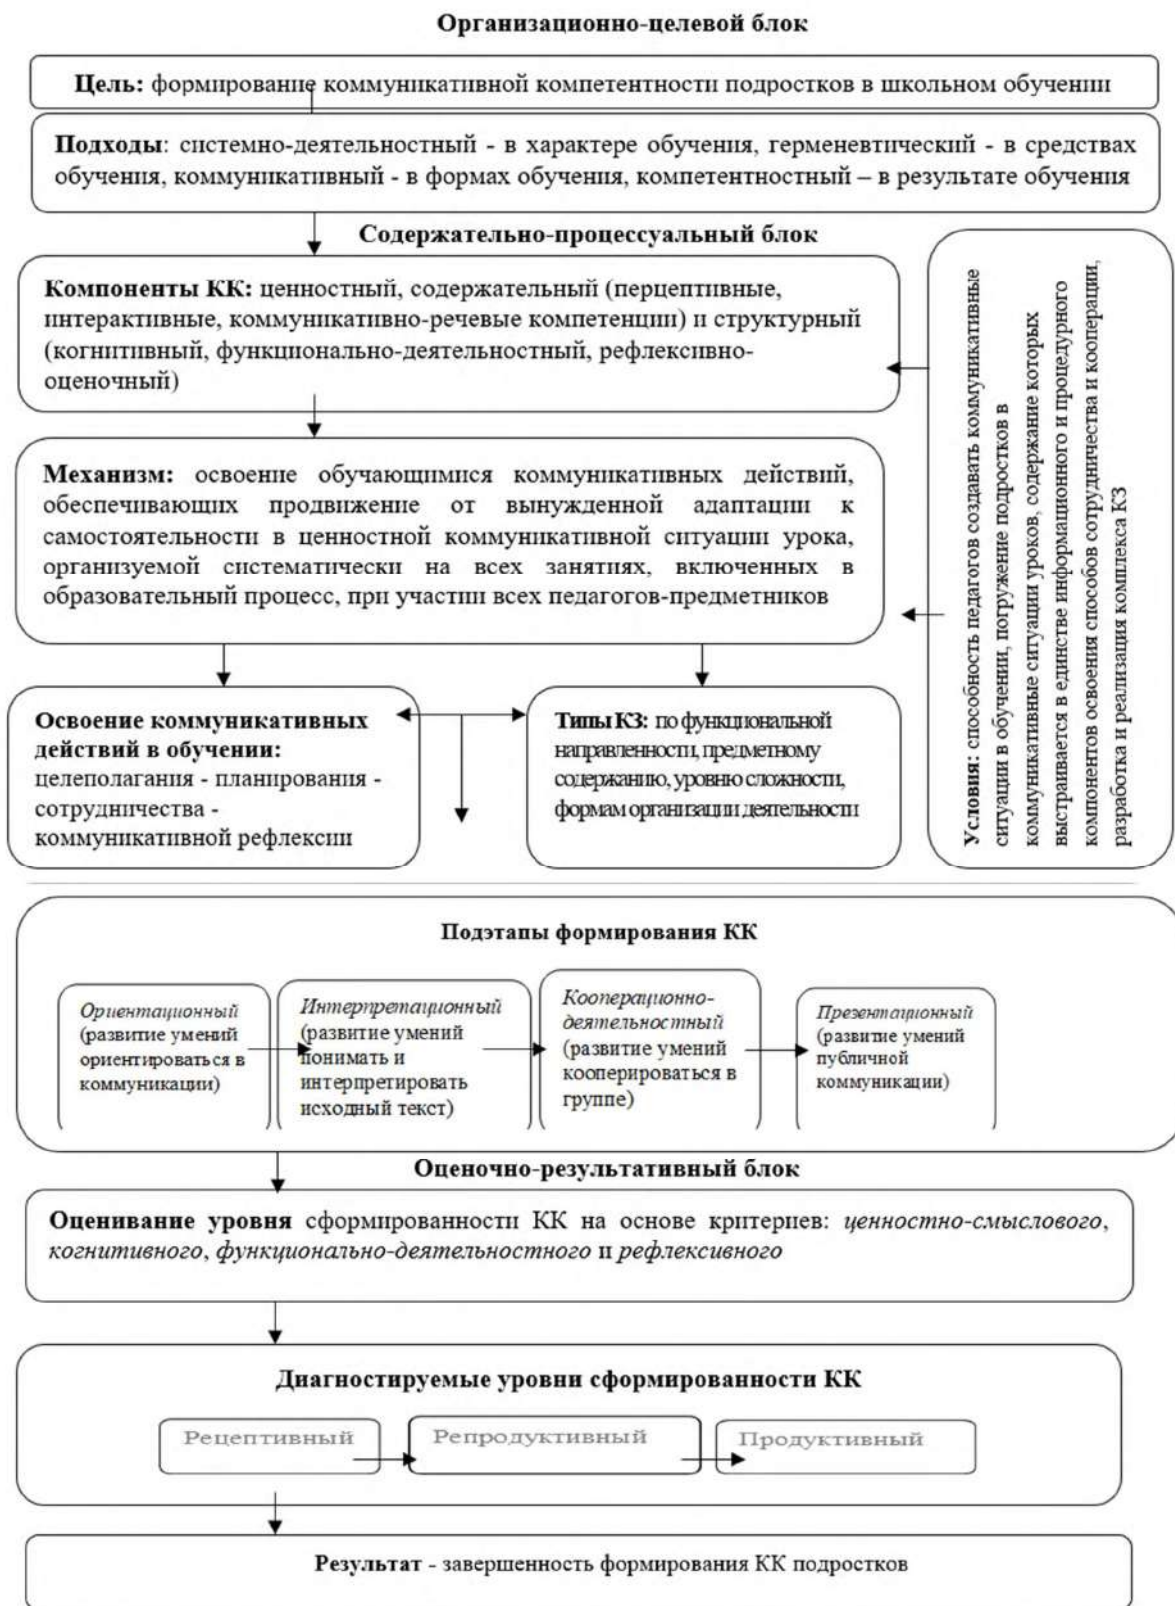 Организационно-целевой блок
Цель: формирование коммуникативной компетентности подростков в школьном обучении
Подходы: системно-деятельностный - в характере обучения, герменевтический - в средствах
обучения, коммуникативный - в формах обучения, компетентностный – в результате обучения
Содержательно-процессуальный блок
Компоненты КК: ценностный, содержательный (перцептивные,
интерактивные, коммуникативно-речевые компетенции) и структурный
(когнитивный, функционально-деятельностный, рефлексивно-
оценочный)
Механизм: освоение обучающимися коммуникативных действий,
обеспечивающих продвижение от вынужденной адаптации к
самостоятельности в ценностной коммуникативной ситуации урока,
организуемой систематически на всех занятиях, включенных в
образовательный процесс, при участии всех педагогов-предметников
Условия: способность педагогов создавать коммуникативные
ситуации в обучении, погружение подростков в
коммуникативные ситуации уроков, содержание которых
выстраивается в единстве информационного и процедурного
компонентов освоения способов сотрудничества и кооперации,
разработка и реализация комплекса КЗ
Освоение коммуникативных
действий в обучении:
целеполагания - планирования -
сотрудничества -
коммуникативной рефлексии
Типы КЗ: по функциональной
направленности, предметному
содержанию, уровню сложности,
формам организации деятельности
Подэтапы формирования КК
Ориентационный
(развитие умений
ориентироваться в
коммуникации)
Интерпретационный
(развитие умений
понимать и
интерпретировать
исходный текст)
Кооперационно-
деятельностный
(развитие умений
кооперироваться в
группе)
Презентационный
(развитие умений
публичной
коммуникации)
Оценочно-результативный блок
Оценивание уровня сформированности КК на основе критериев: ценностно-смыслового,
когнитивного, функционально-деятельностного и рефлексивного
Диагностируемые уровни сформированности КК
Рецептивный
Репродуктивный
Продуктивный
Результат - завершенность формирования КК подростков